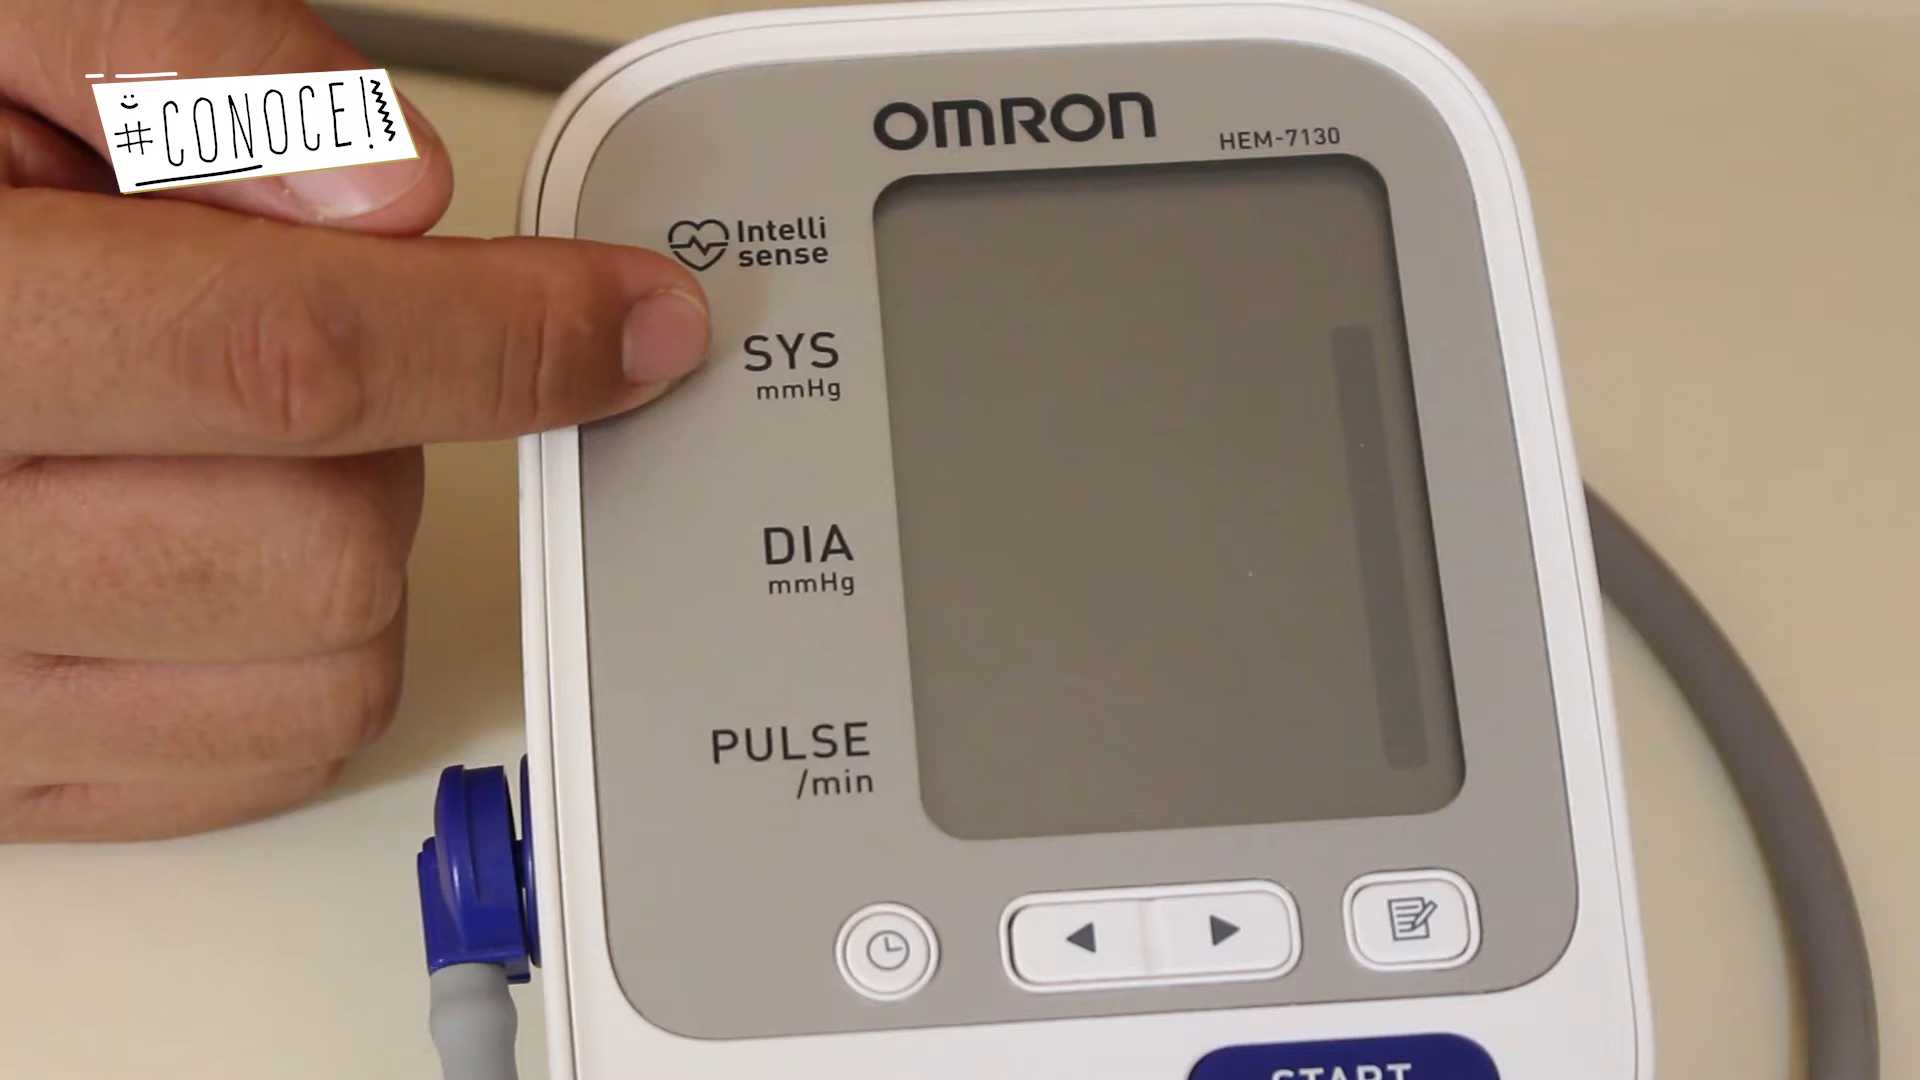 #CONOCE!
OMRON
HEM-7130
Intelli
sense
SYS
mmHg
DIA
mmHg
PULSE
/min
START